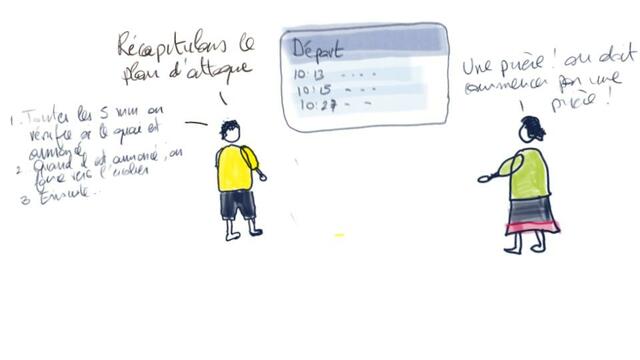 Récapitulons le
plan d'attaque
1. Toutes les 5 min on
vérifie si le quai est
annoncé
2 Quand il est annoncé, on
fonce vers l'escalier
3 Ensuite...
Départ
10:13 - - - -
10:15 - - - -
10:27 - -
Une prière ! on doit
commencer par une
prière !